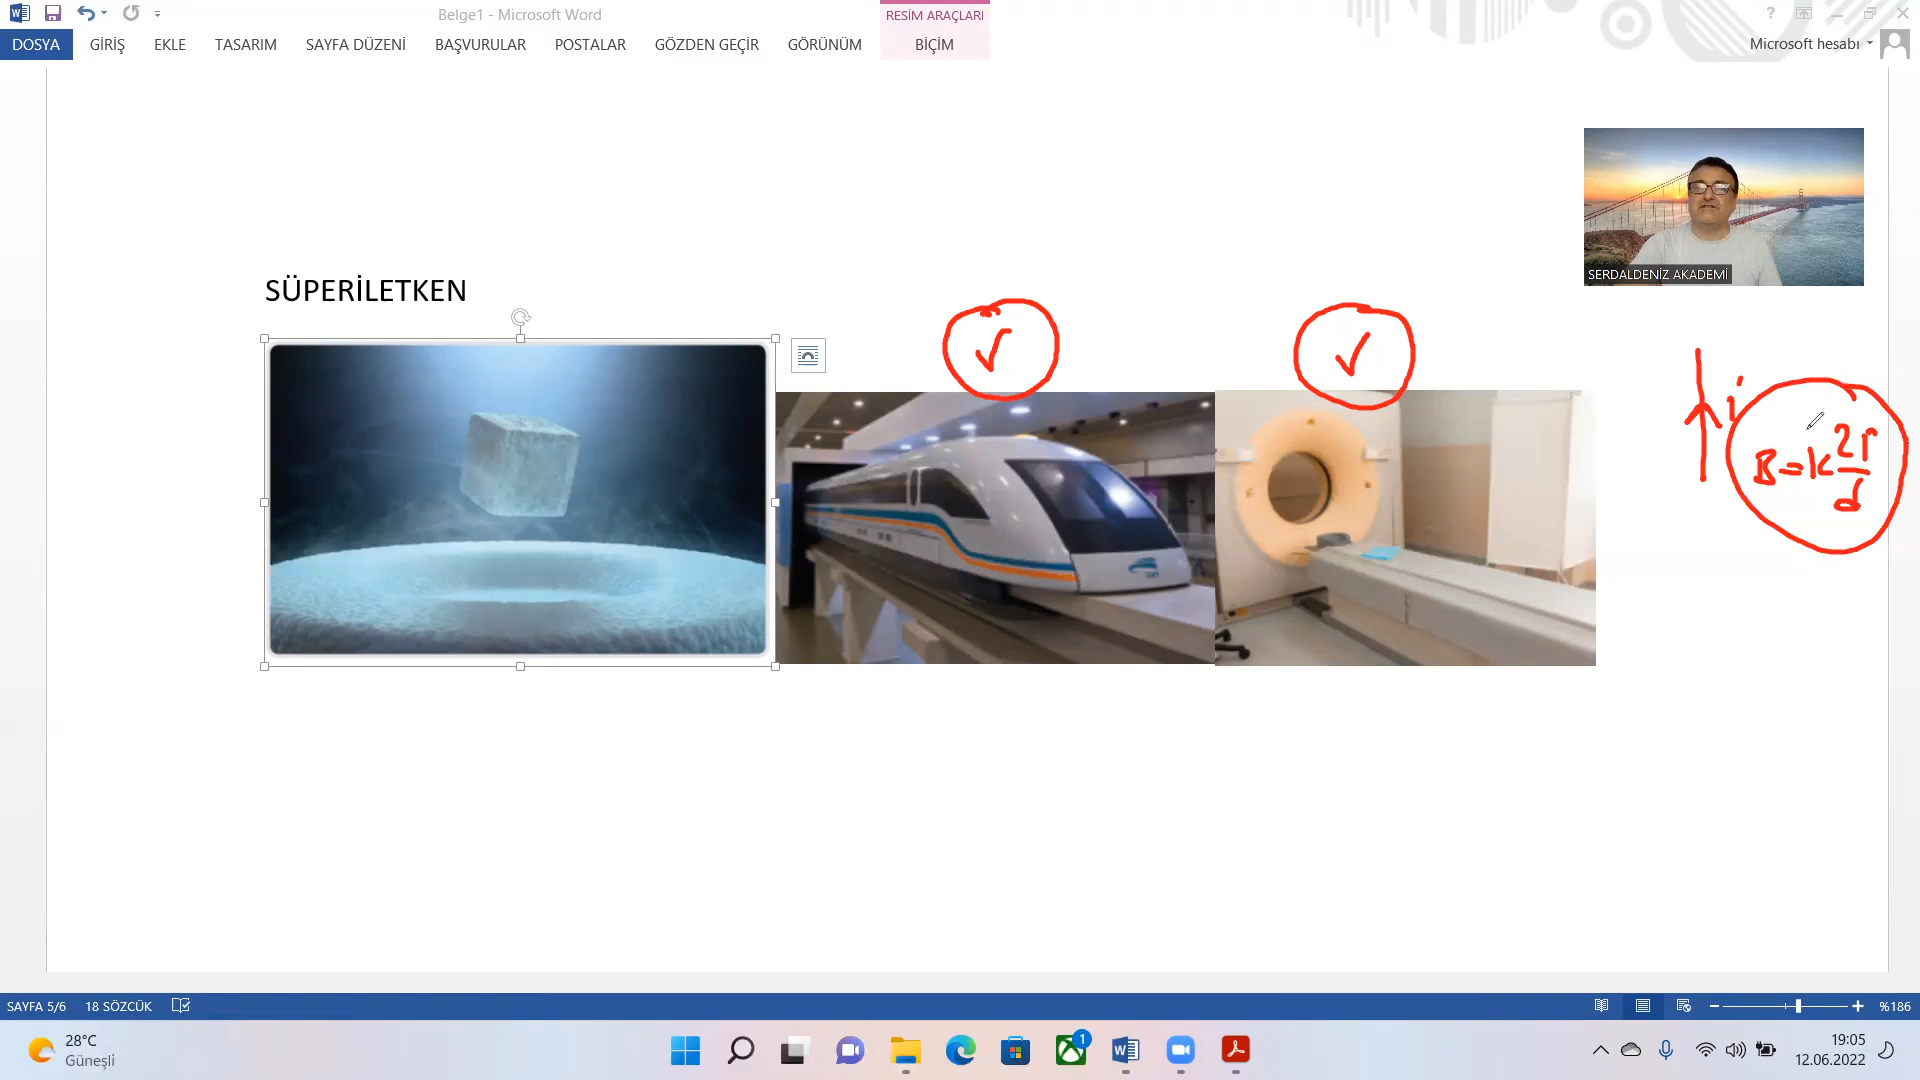 Belge1 - Microsoft Word
RESİM ARAÇLARI
DOSYA GİRİŞ EKLE TASARIM SAYFA DÜZENİ BAŞVURULAR POSTALAR GÖZDEN GEÇİR GÖRÜNÜM BİÇİM
Microsoft hesabı
SERDALDENİZ AKADEMİ
SÜPERİLETKEN
i
B=k 2i
d
SAYFA 5/6 18 SÖZCÜK
%186
28°C
Güneşli
1
19:05
12.06.2022